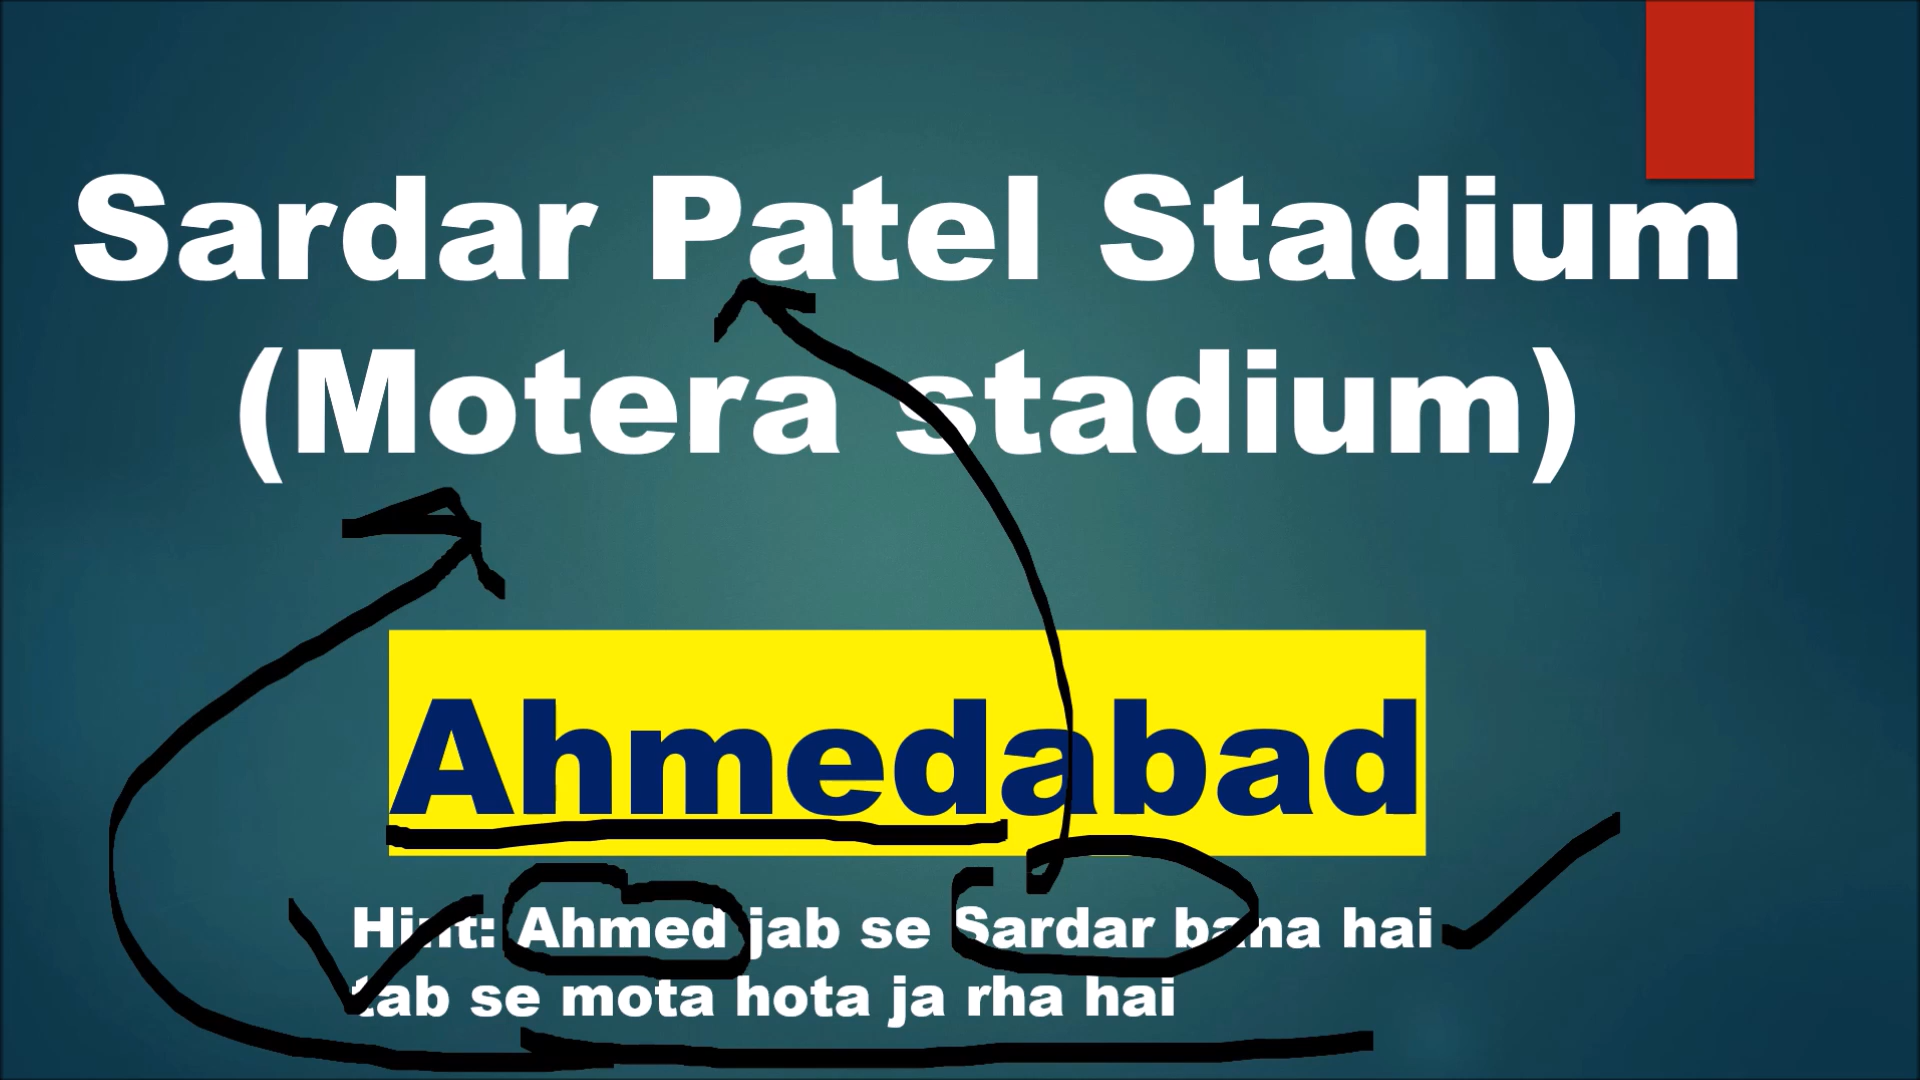 Sardar Patel Stadium
(Motera stadium)
Ahmedabad
Hint: Ahmed jab se Sardar bana hai
tab se mota hota ja rha hai